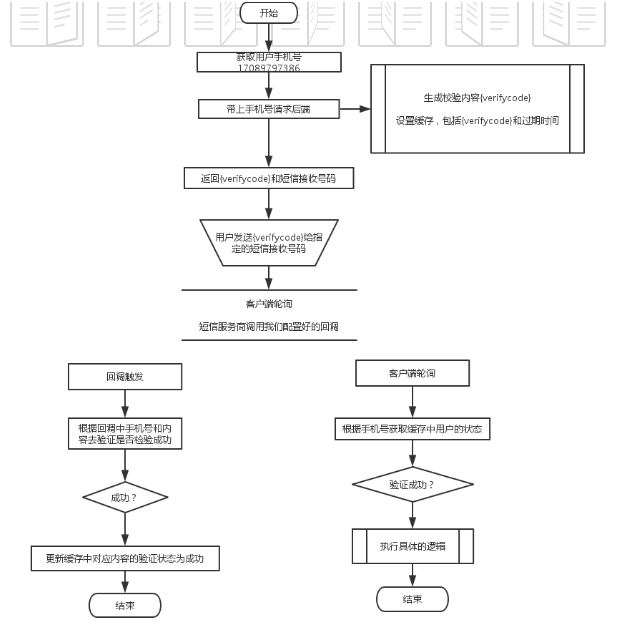 开始
获取用户手机号
17089797386
带上手机号请求后端
生成校验内容{verifycode}
设置缓存，包括{verifycode}和过期时间
返回{verifycode}和短信接收号码
用户发送{verifycode}给指
定的短信接收号码
客户端轮询
短信服务商调用我们配置好的回调
回调触发
根据回调中手机号和内
容去验证是否检验成功
成功？
更新缓存中对应内容的验证状态为成功
结束
客户端轮询
根据手机号获取缓存中用户的状态
验证成功？
执行具体的逻辑
结束